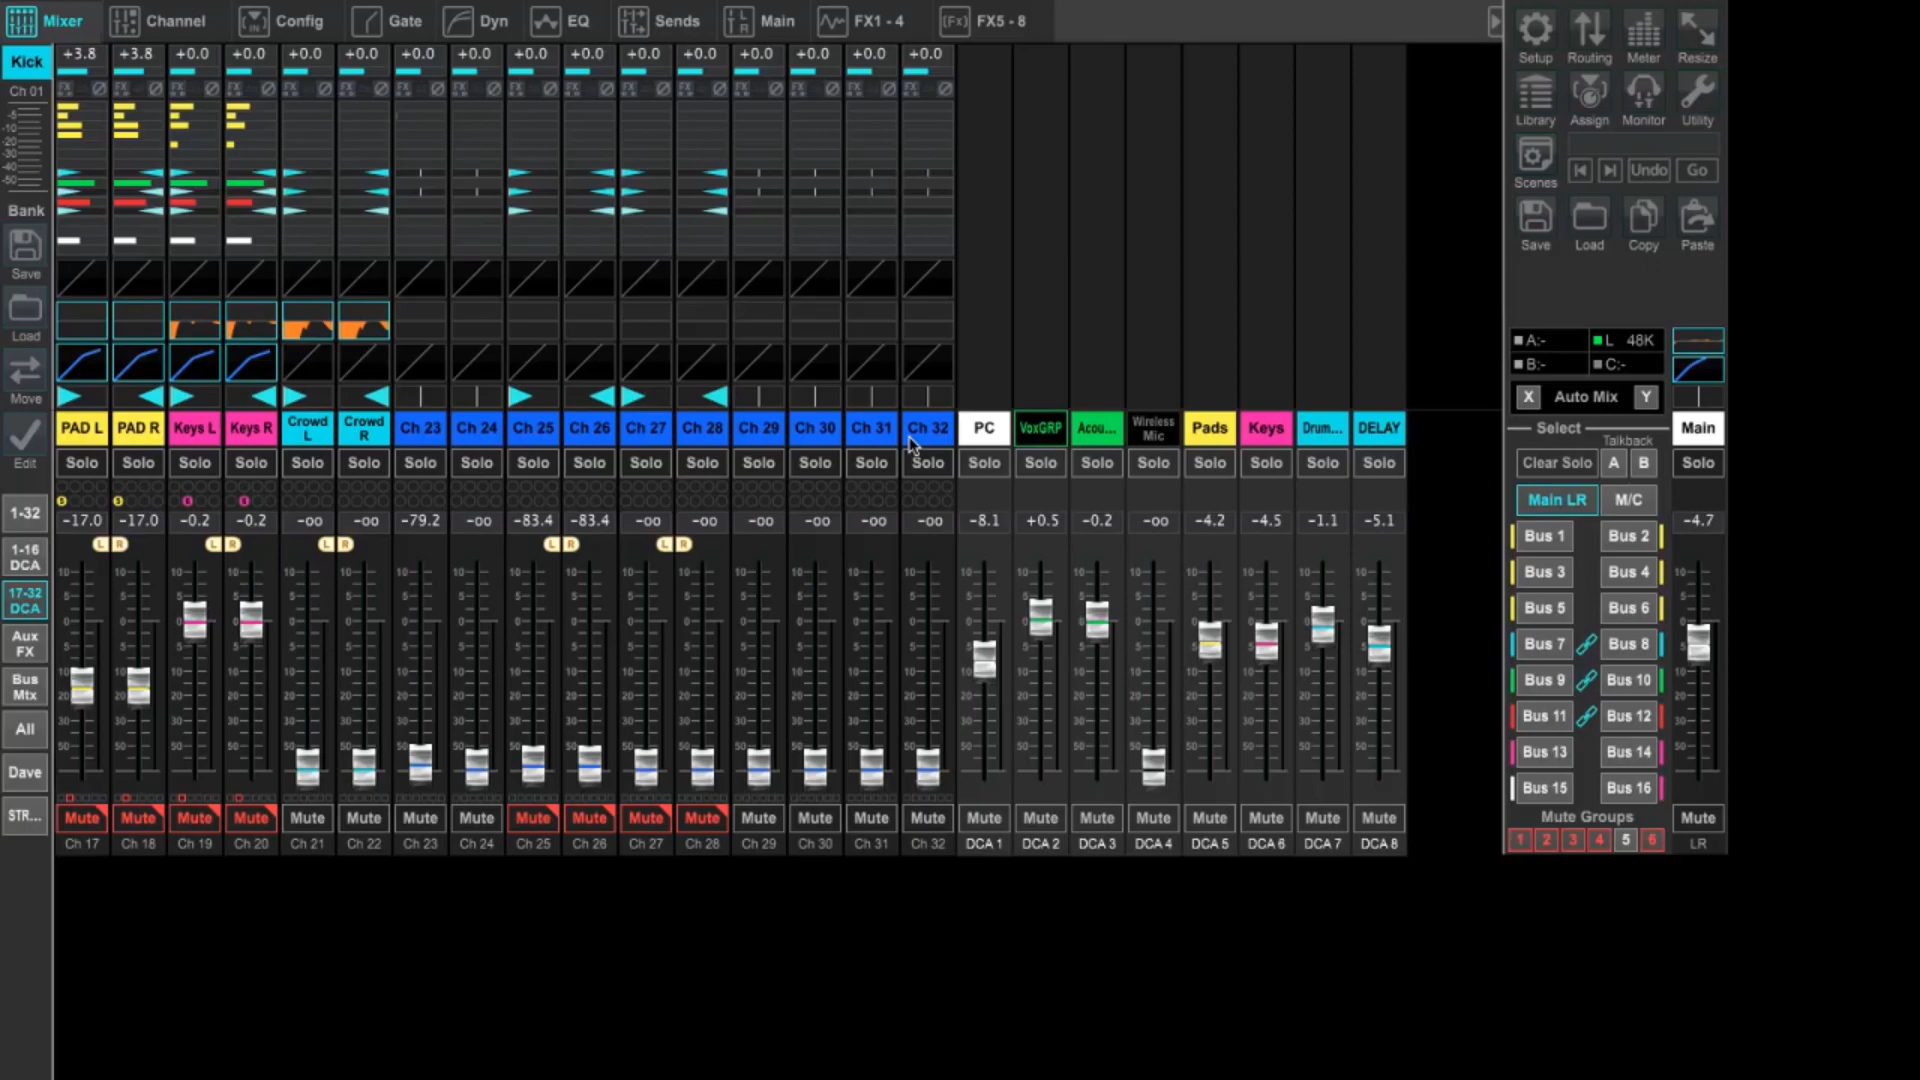 Mixer Channel Config Gate Dyn EQ Sends Main FX1 - 4 FX5 - 8
Setup Routing Meter Resize
Kick +3.8 +3.8 +0.0 +0.0 +0.0 +0.0 +0.0 +0.0 +0.0 +0.0 +0.0 +0.0 +0.0 +0.0 +0.0 +0.0
Ch 01
Library Assign Monitor Utility
-5
-10
-20
-30
-40
-50
Scenes Undo Go
Bank
Save
Save Load Copy Paste
Load
A:- L 48K
B:- C:-
Move
X Auto Mix Y
PAD L PAD R Keys L Keys R Crowd L Crowd R Ch 23 Ch 24 Ch 25 Ch 26 Ch 27 Ch 28 Ch 29 Ch 30 Ch 31 Ch 32 PC VoxGRP Acou... Wireless Mic Pads Keys Drum... DELAY
Select Main
Talkback
Edit Solo Solo Solo Solo Solo Solo Solo Solo Solo Solo Solo Solo Solo Solo Solo Solo Solo Solo Solo Solo Solo Solo Solo Solo
Clear Solo A B Solo
Main LR M/C
1-32 -17.0 -17.0 -0.2 -0.2 -oo -oo -79.2 -oo -83.4 -83.4 -oo -oo -oo -oo -oo -oo -8.1 +0.5 -0.2 -oo -4.2 -4.5 -1.1 -5.1 -4.7
L R L R L R L R L R
1-16 DCA
17-32 DCA
Aux FX
Bus Mtx
All
Dave
STR...
10
5
0
5
10
20
30
50
Bus 1 Bus 2
Bus 3 Bus 4
Bus 5 Bus 6
Bus 7 Bus 8
Bus 9 Bus 10
Bus 11 Bus 12
Bus 13 Bus 14
Bus 15 Bus 16
Mute Groups
1 2 3 4 5 6
Mute Mute Mute Mute Mute Mute Mute Mute Mute Mute Mute Mute Mute Mute Mute Mute Mute Mute Mute Mute Mute Mute Mute Mute Mute
Ch 17 Ch 18 Ch 19 Ch 20 Ch 21 Ch 22 Ch 23 Ch 24 Ch 25 Ch 26 Ch 27 Ch 28 Ch 29 Ch 30 Ch 31 Ch 32 DCA 1 DCA 2 DCA 3 DCA 4 DCA 5 DCA 6 DCA 7 DCA 8 LR